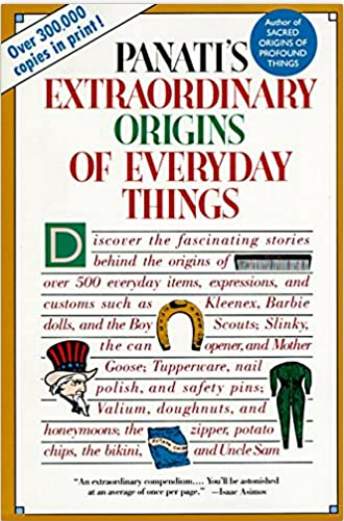 Over 300,000
copies in print!
Author of
SACRED
ORIGINS OF
PROFOUND
THINGS
PANATI'S
EXTRAORDINARY
ORIGINS
OF EVERYDAY
THINGS
Discover the fascinating stories
behind the origins of
over 500 everyday items, expressions, and
customs such as Kleenex, Barbie
dolls, and the Boy Scouts; Slinky,
the can opener, and Mother
Goose; Tupperware, nail
polish, and safety pins;
Valium, doughnuts, and
honeymoons; the zipper, potato
chips, the bikini, and Uncle Sam
POTATO
CHIPS
"An extraordinary compendium.... You'll be astonished
at an average of once per page." —Isaac Asimov